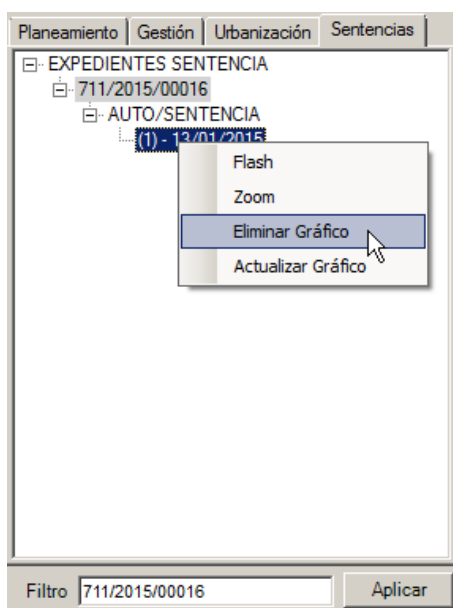 Planeamiento Gestión Urbanización Sentencias
EXPEDIENTES SENTENCIA
711/2015/00016
AUTO/SENTENCIA
(1) - 13/01/2015
Flash
Zoom
Eliminar Gráfico
Actualizar Gráfico
Filtro 711/2015/00016 Aplicar